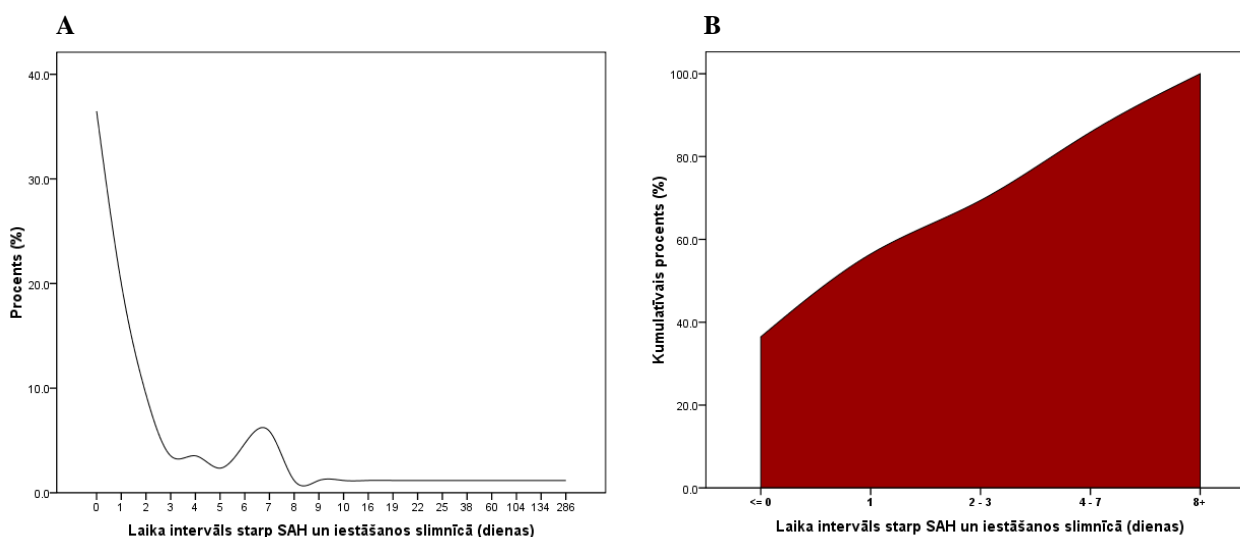 A
Procents (%)
40.0
30.0
20.0
10.0
0.0
0 1 2 3 4 5 6 7 8 9 10 16 19 22 25 38 60 104 134 286
Laika intervāls starp SAH un iestāšanos slimnīcā (dienas)
B
Kumulatīvais procents (%)
100.0
80.0
60.0
40.0
20.0
0.0
<= 0 1 2 - 3 4 - 7 8+
Laika intervāls starp SAH un iestāšanos slimnīcā (dienas)